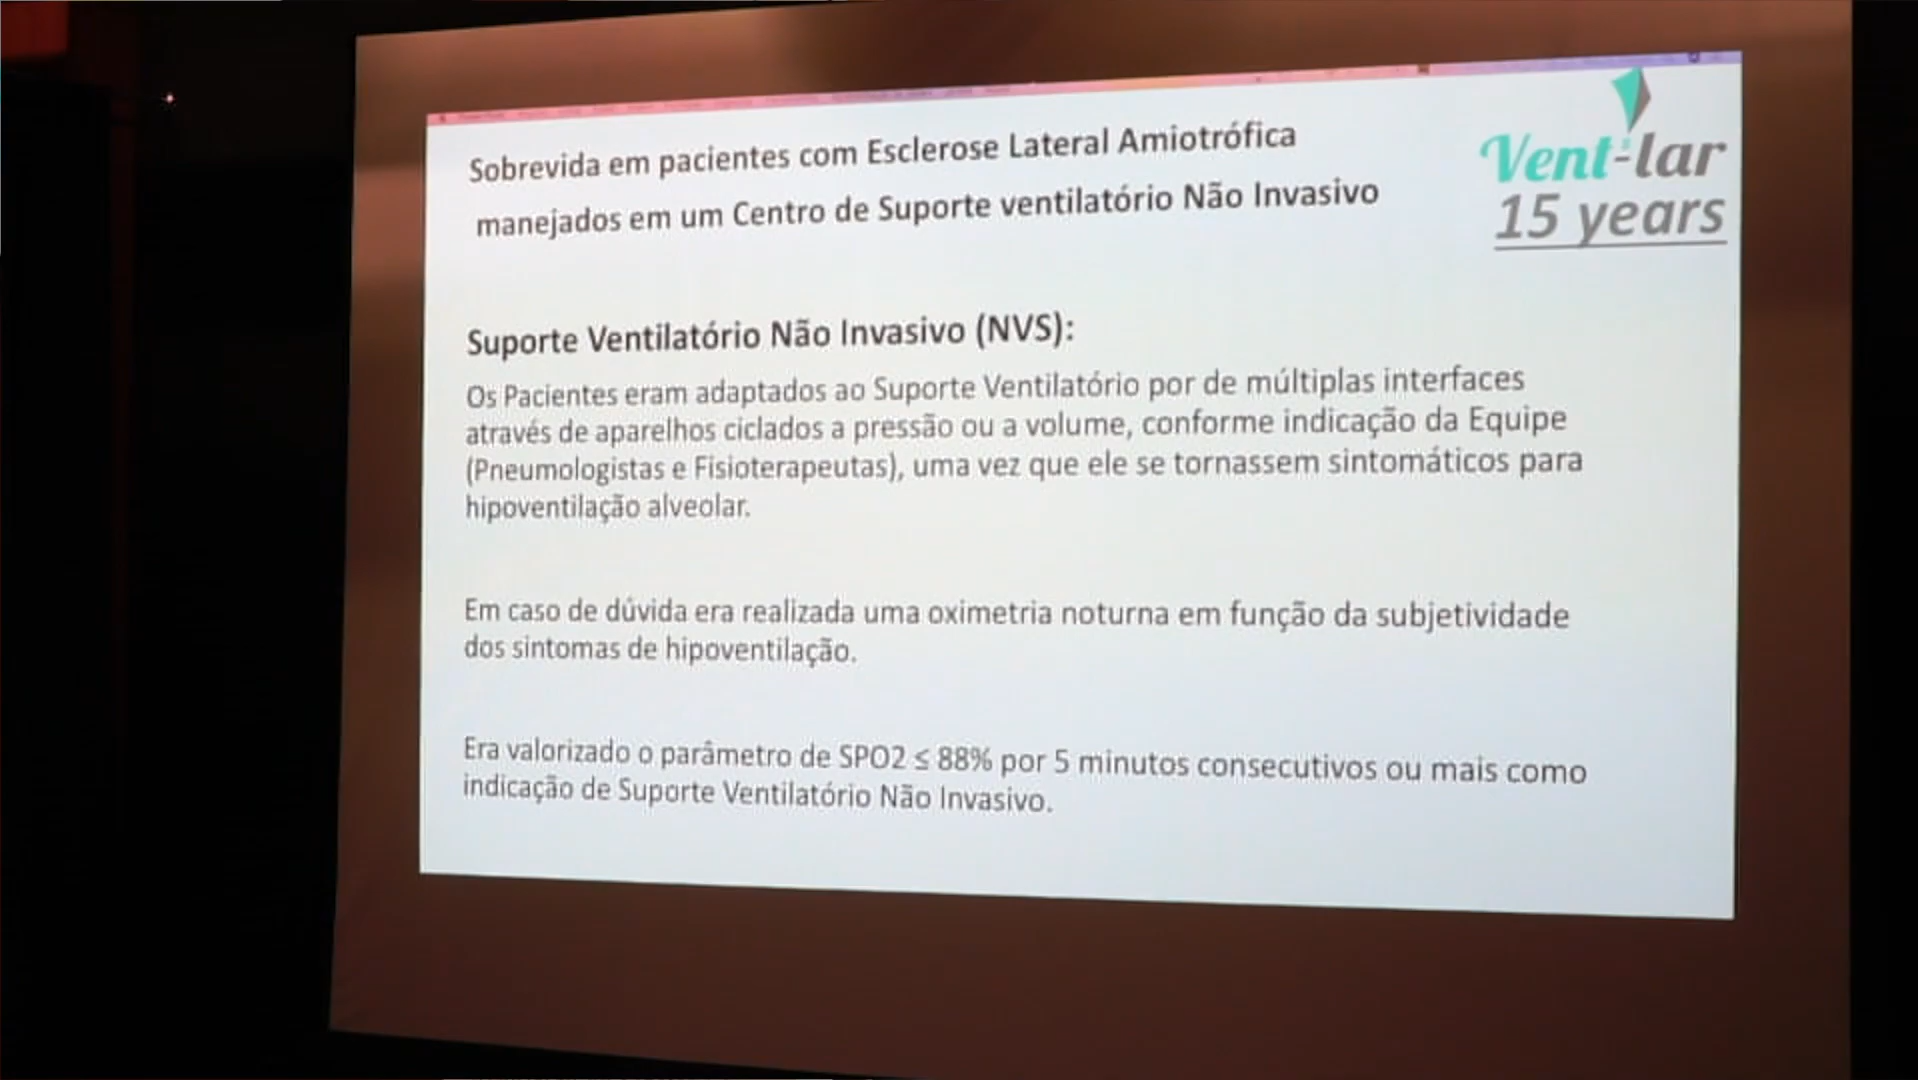 Sobrevida em pacientes com Esclerose Lateral Amiotrófica
manejados em um Centro de Suporte ventilatório Não Invasivo
Vent-lar
15 years
Suporte Ventilatório Não Invasivo (NVS):
Os Pacientes eram adaptados ao Suporte Ventilatório por de múltiplas interfaces
através de aparelhos ciclados a pressão ou a volume, conforme indicação da Equipe
(Pneumologistas e Fisioterapeutas), uma vez que ele se tornassem sintomáticos para
hipoventilação alveolar.
Em caso de dúvida era realizada uma oximetria noturna em função da subjetividade
dos sintomas de hipoventilação.
Era valorizado o parâmetro de SPO2 ≤ 88% por 5 minutos consecutivos ou mais como
indicação de Suporte Ventilatório Não Invasivo.